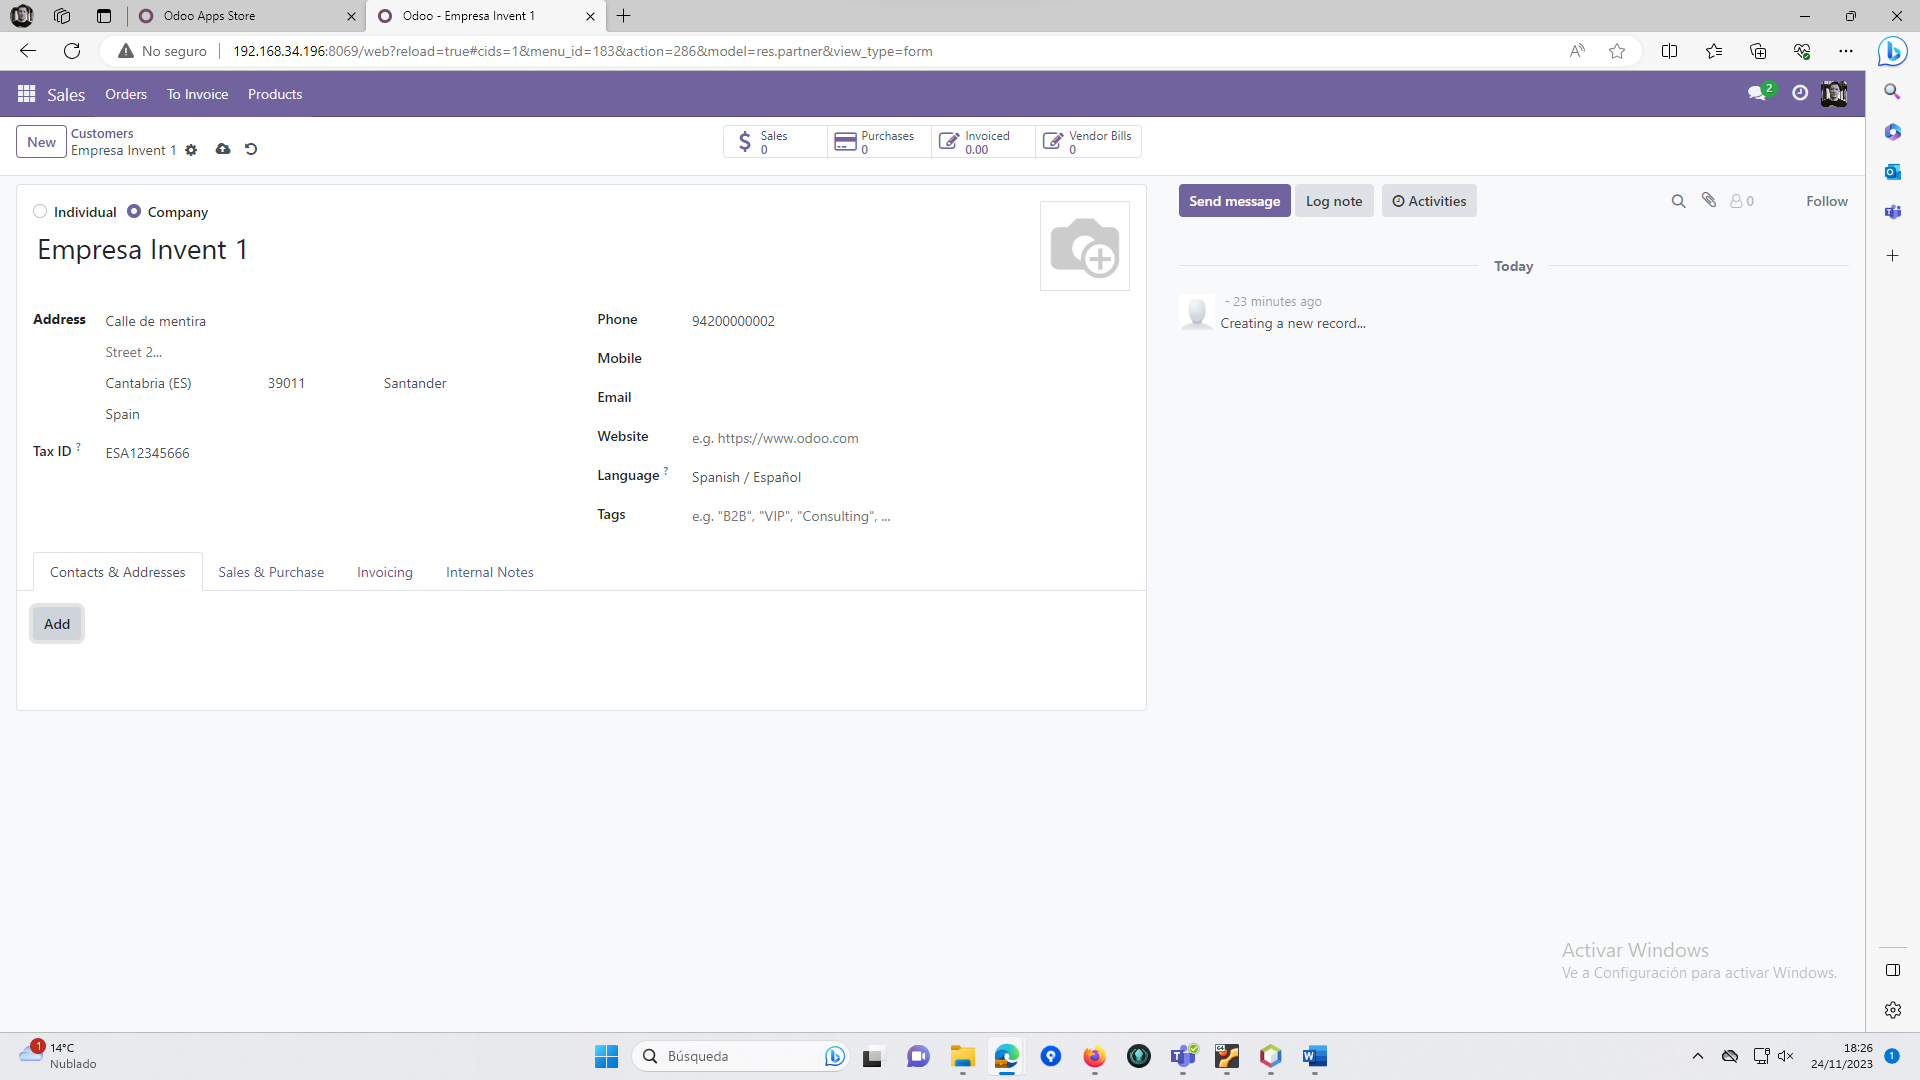 Odoo Apps Store
Odoo - Empresa Invent 1
No seguro
192.168.34.196:8069/web?reload=true#cids=1&menu_id=183&action=286&model=res.partner&view_type=form
Sales
Orders
To Invoice
Products
2
New
Customers
Empresa Invent 1
Sales
0
Purchases
0
Invoiced
0.00
Vendor Bills
0
Individual
Company
Empresa Invent 1
Address
Calle de mentira
Street 2...
Cantabria (ES)
39011
Santander
Spain
Tax ID ?
ESA12345666
Phone
94200000002
Mobile
Email
Website
e.g. https://www.odoo.com
Language ?
Spanish / Español
Tags
e.g. "B2B", "VIP", "Consulting", ...
Contacts & Addresses
Sales & Purchase
Invoicing
Internal Notes
Add
Send message
Log note
Activities
0
Follow
Today
- 23 minutes ago
Creating a new record...
Activar Windows
Ve a Configuración para activar Windows.
1
14°C
Nublado
Búsqueda
18:26
24/11/2023
1